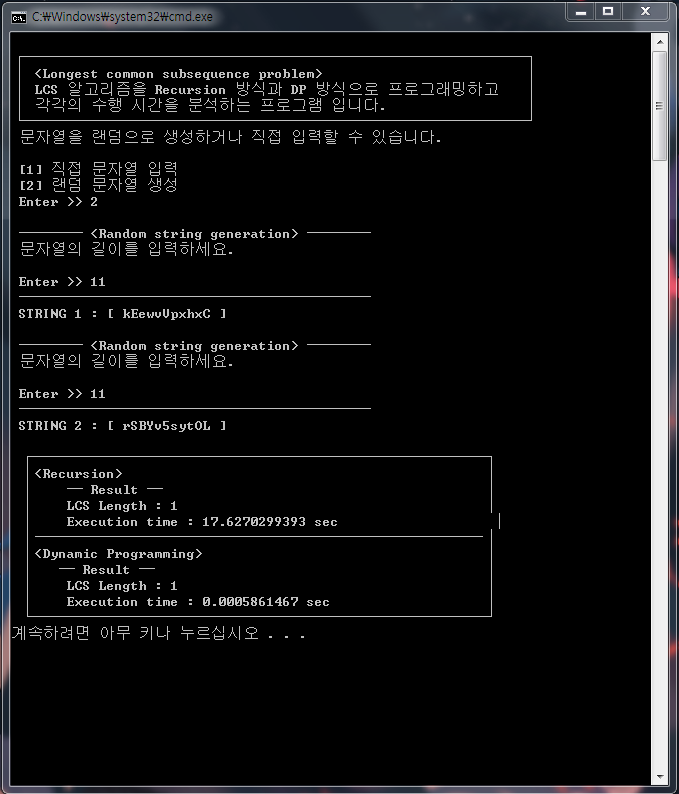 C:₩Windows₩system32₩cmd.exe
<Longest common subsequence problem>
LCS 알고리즘을 Recursion 방식과 DP 방식으로 프로그래밍하고
각각의 수행 시간을 분석하는 프로그램 입니다.
문자열을 랜덤으로 생성하거나 직접 입력할 수 있습니다.
[1] 직접 문자열 입력
[2] 랜덤 문자열 생성
Enter >> 2
<Random string generation>
문자열의 길이를 입력하세요.
Enter >> 11
STRING 1 : [ kEewvVpxhxC ]
<Random string generation>
문자열의 길이를 입력하세요.
Enter >> 11
STRING 2 : [ rSBYv5sytOL ]
<Recursion>
── Result ──
LCS Length : 1
Execution time : 17.6270299393 sec
<Dynamic Programming>
── Result ──
LCS Length : 1
Execution time : 0.0005861467 sec
계속하려면 아무 키나 누르십시오 . . .